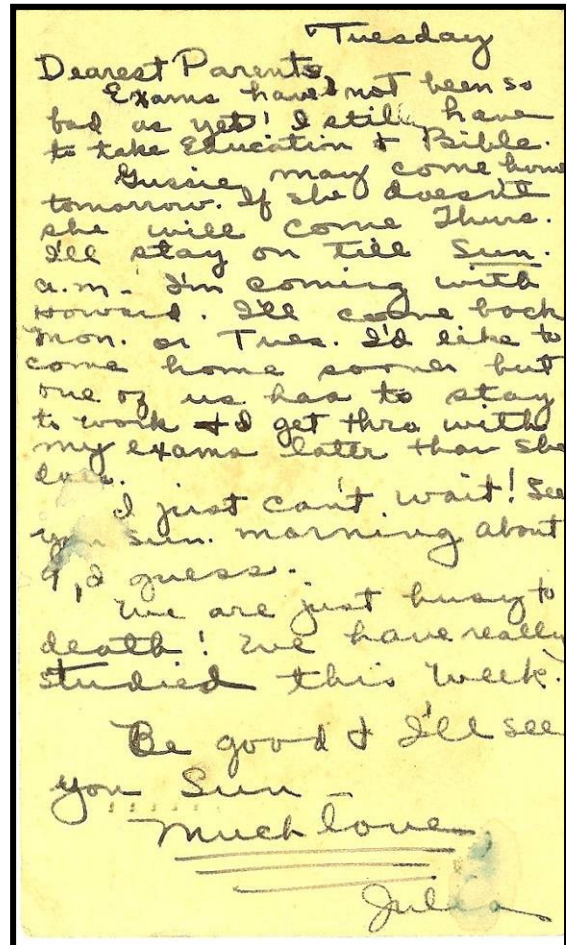 Tuesday
Dearest Parents,
Exams have not been so
bad as yet! I still have
to take Education & Bible.
Gussie may come home
tomorrow. If she doesn't
she will come Thurs.
I'll stay on till Sun.
a.m. - I'm coming with
Howard. I'll come back
Mon. or Tues. I'd like to
come home sooner but
one of us has to stay
to work & I get thro with
my exams later than she
does.
I just can't wait! See
you Sun. morning about
9, I guess.
We are just busy to
death! We have really
studied this week.
Be good & I'll see
you Sun -
Much love,
Julia